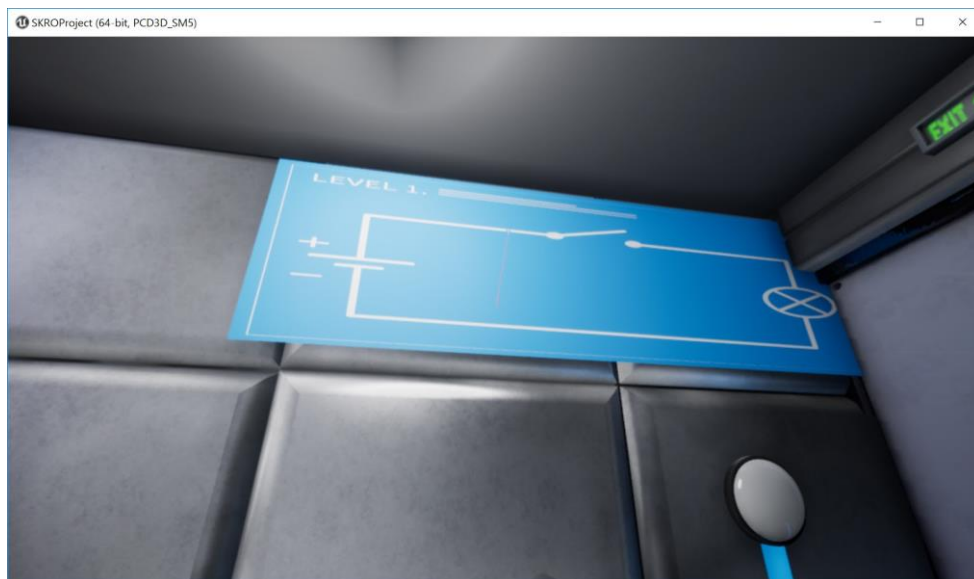 SKROProject (64-bit, PCD3D_SM5)
EXIT
LEVEL 1.
+
−